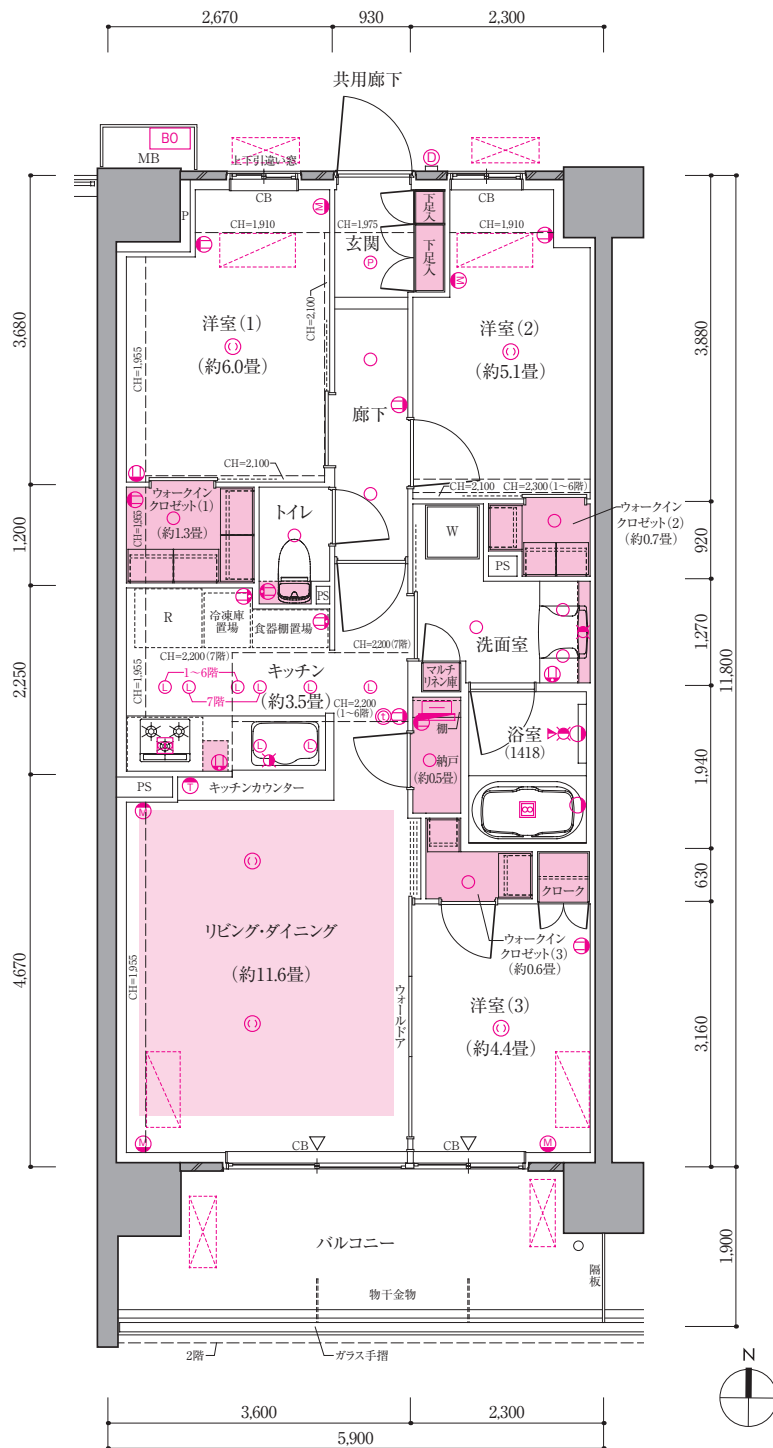 2,670
930
2,300
共用廊下
BO
MB
上下引違い窓
D
CB
CB
P
M
CH=1,910
CH=1,975
CH=1,910
下足入
下足入
玄関
P
M
CH=2,100
3,680
3,880
洋室(1)
(約6.0畳)
洋室(2)
(約5.1畳)
CH=1,955
廊下
CH=2,100
CH=2,100
CH=2,300(1〜6階)
ウォークイン
クロゼット(1)
(約1.3畳)
CH=1,955
トイレ
W
ウォークイン
クロゼット(2)
(約0.7畳)
1,200
920
PS
PS
R
冷凍庫
置場
食器棚置場
洗面室
1,270
CH=2,200(7階)
CH=2,200(7階)
CH=1,955
キッチン
(約3.5畳)
1〜6階
L L L L L L
7階
CH=2,200
(1〜6階)
マルチ
リネン庫
2,250
11,800
t
棚
納戸
(約0.5畳)
浴室
(1418)
L L
1,940
PS
T
キッチンカウンター
M
クローク
630
リビング・ダイニング
(約11.6畳)
ウォークイン
クロゼット(3)
(約0.6畳)
CH=1,955
ウォールドア
洋室(3)
(約4.4畳)
4,670
3,160
M
M
CB
CB
バルコニー
隔板
1,900
物干金物
2階
ガラス手摺
N
3,600
2,300
5,900